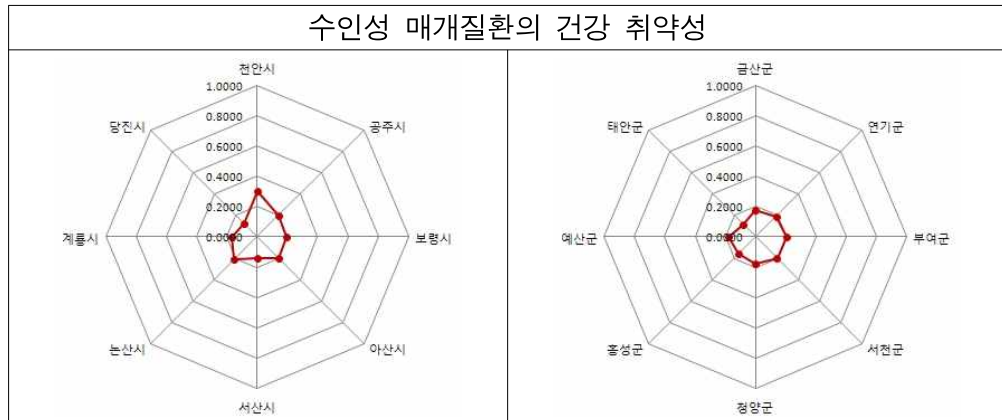 수인성 매개질환의 건강 취약성
천안시
1.0000
0.8000
0.6000
0.4000
0.2000
0.0000
공주시
보령시
아산시
서산시
논산시
계룡시
당진시
금산군
1.0000
0.8000
0.6000
0.4000
0.2000
0.0000
연기군
부여군
서천군
청양군
홍성군
예산군
태안군